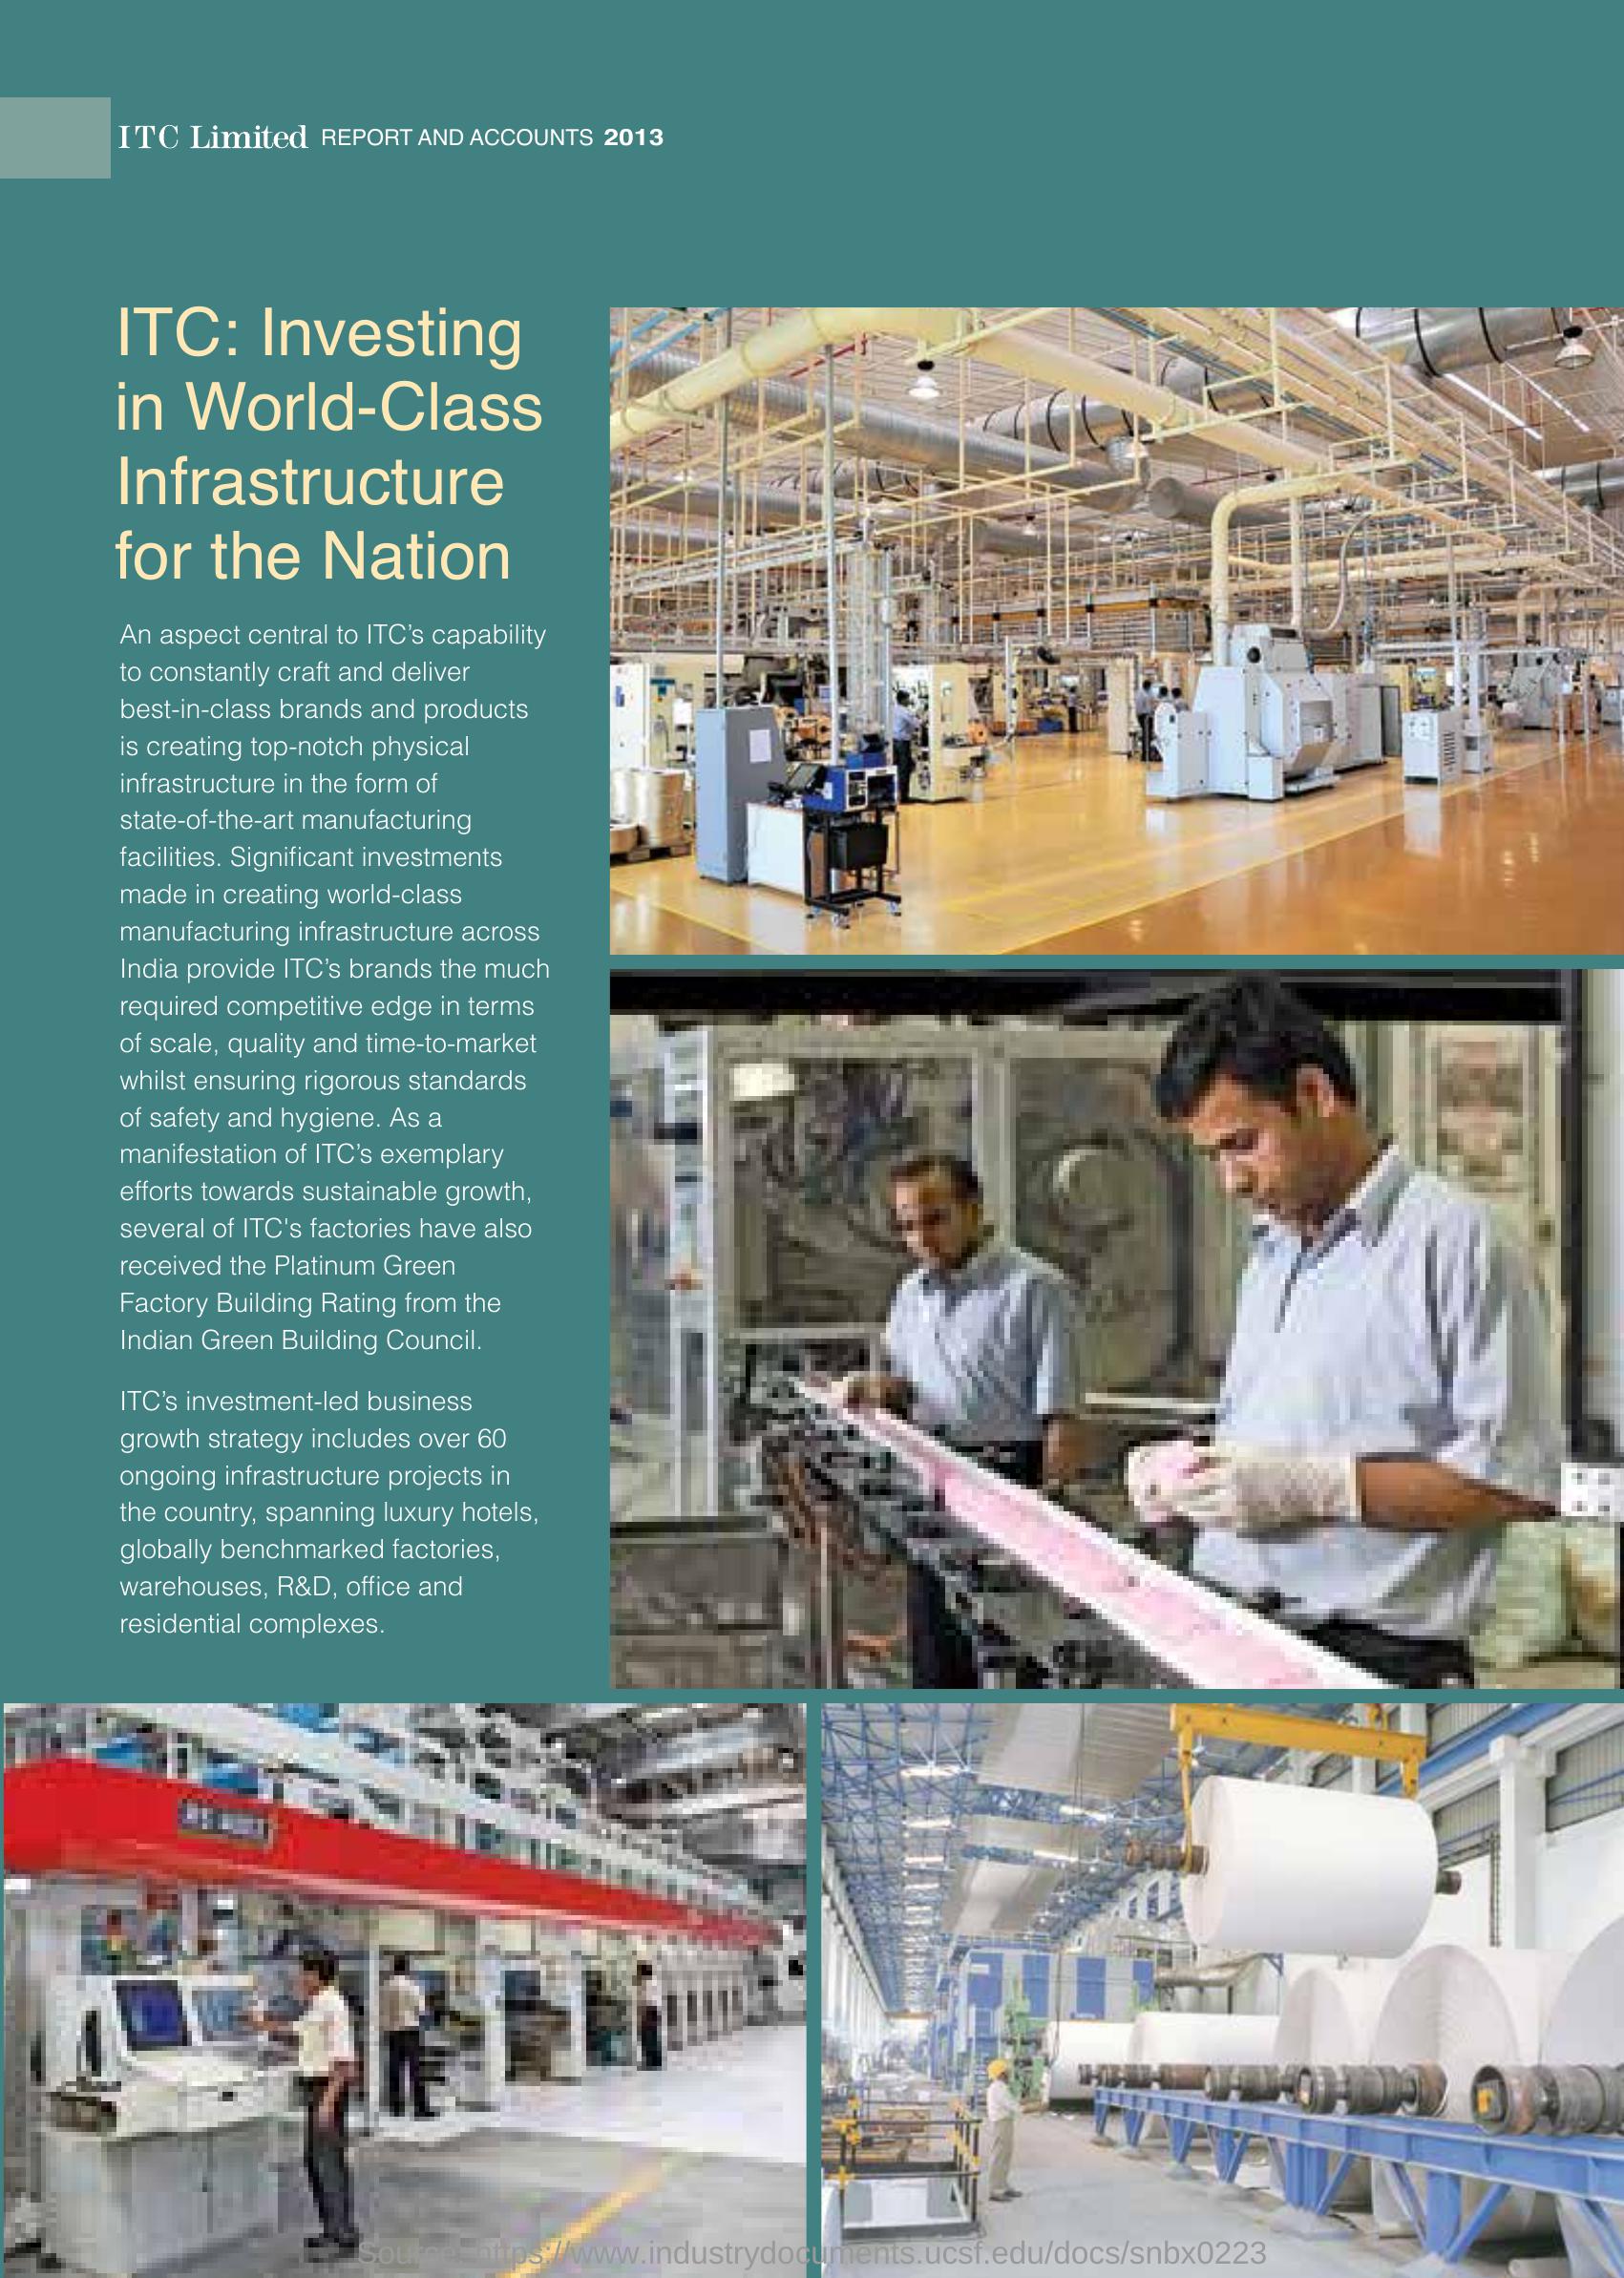 ITC Limited REPORT AND ACCOUNTS 2013
ITC: Investing
in World-Class
Infrastructure
for the Nation
An aspect central to ITC’s capability
to constantly craft and deliver
best-in-class brands and products
is creating top-notch physical
infrastructure in the form of
state-of-the-art manufacturing
facilities. Significant investments
made in creating world-class
manufacturing infrastructure across
India provide ITC’s brands the much
required competitive edge in terms
of scale, quality and time-to-market
whilst ensuring rigorous standards
of safety and hygiene. As a
manifestation of ITC’s exemplary
efforts towards sustainable growth,
several of ITC's factories have also
received the Platinum Green
Factory Building Rating from the
Indian Green Building Council.
ITC’s investment-led business
growth strategy includes over 60
ongoing infrastructure projects in
the country, spanning luxury hotels,
globally benchmarked factories,
warehouses, R&D, office and
residential complexes.
Source: https://www.industrydocuments.ucsf.edu/docs/snbx0223